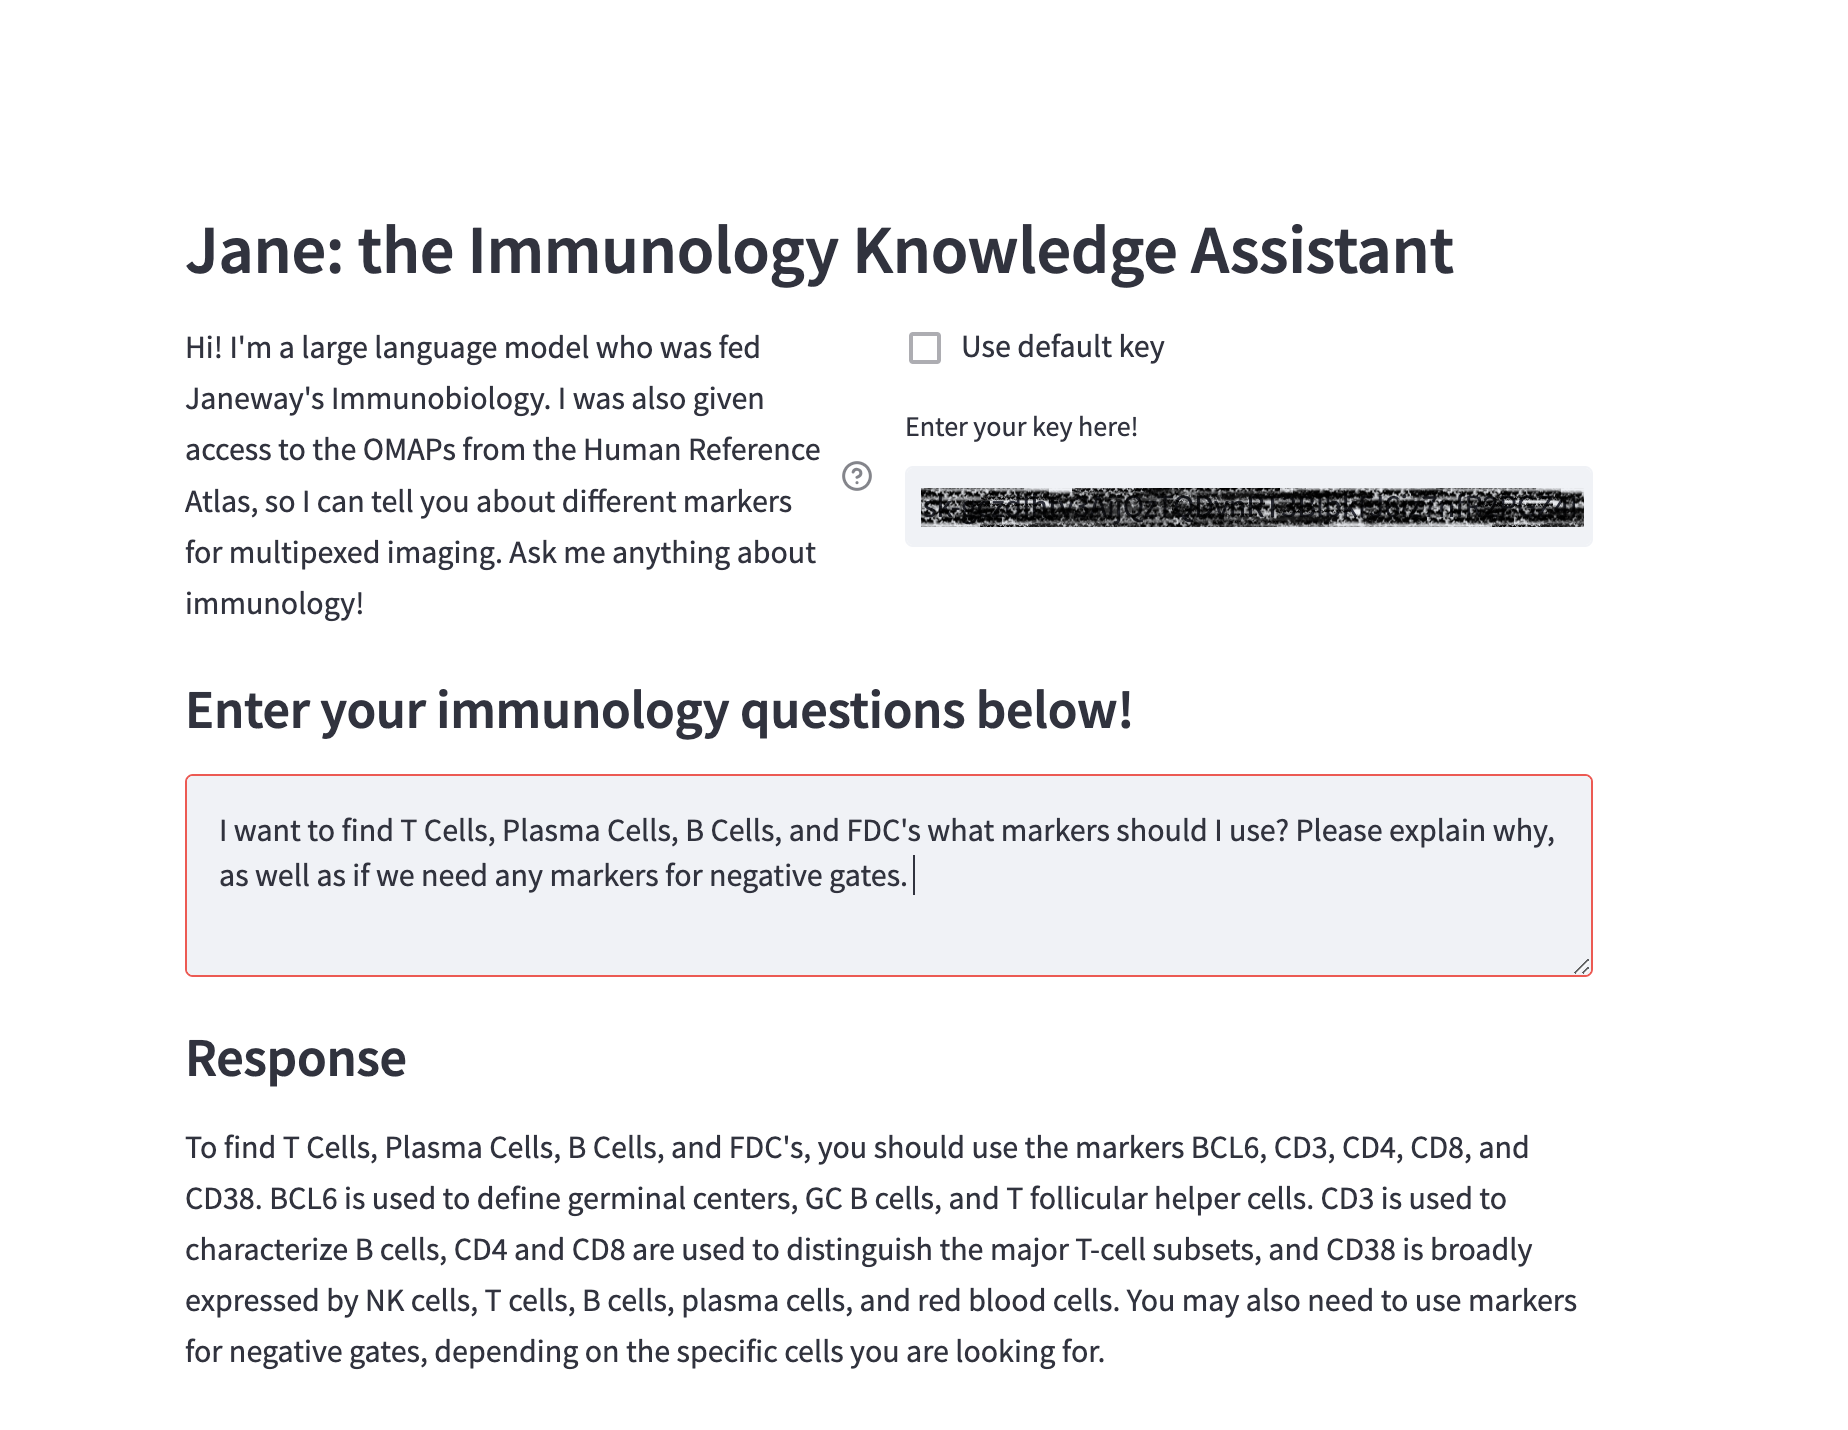 Jane: the Immunology Knowledge Assistant
Hi! I'm a large language model who was fed
Janeway's Immunobiology. I was also given
access to the OMAPs from the Human Reference
Atlas, so I can tell you about different markers
for multipexed imaging. Ask me anything about
immunology!
Use default key
Enter your key here!
Enter your immunology questions below!
I want to find T Cells, Plasma Cells, B Cells, and FDC's what markers should I use? Please explain why,
as well as if we need any markers for negative gates.
Response
To find T Cells, Plasma Cells, B Cells, and FDC's, you should use the markers BCL6, CD3, CD4, CD8, and
CD38. BCL6 is used to define germinal centers, GC B cells, and T follicular helper cells. CD3 is used to
characterize B cells, CD4 and CD8 are used to distinguish the major T-cell subsets, and CD38 is broadly
expressed by NK cells, T cells, B cells, plasma cells, and red blood cells. You may also need to use markers
for negative gates, depending on the specific cells you are looking for.